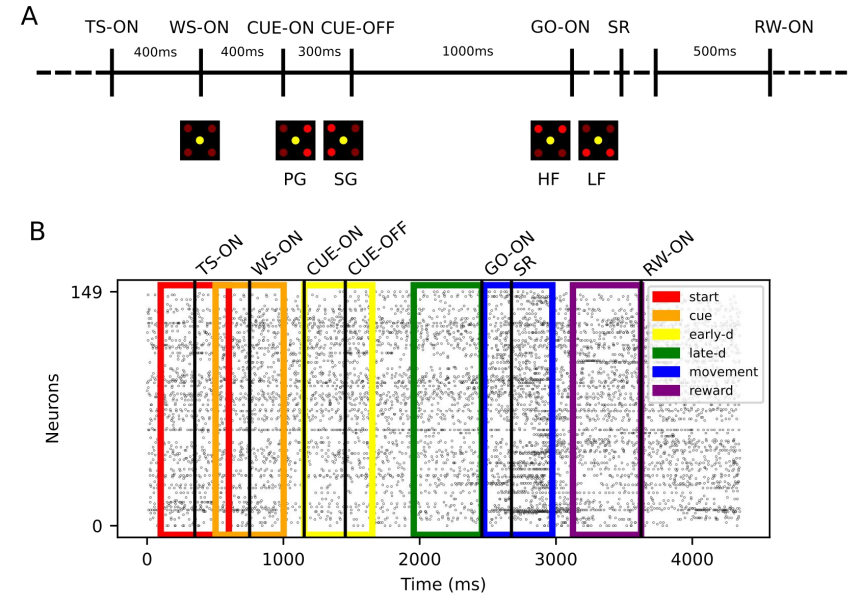 A
TS-ON WS-ON CUE-ON CUE-OFF GO-ON SR RW-ON
400ms 400ms 300ms 1000ms 500ms
PG SG HF LF
B
TS-ON WS-ON CUE-ON CUE-OFF GO-ON SR RW-ON
149
0
Neurons
start
cue
early-d
late-d
movement
reward
0 1000 2000 3000 4000
Time (ms)